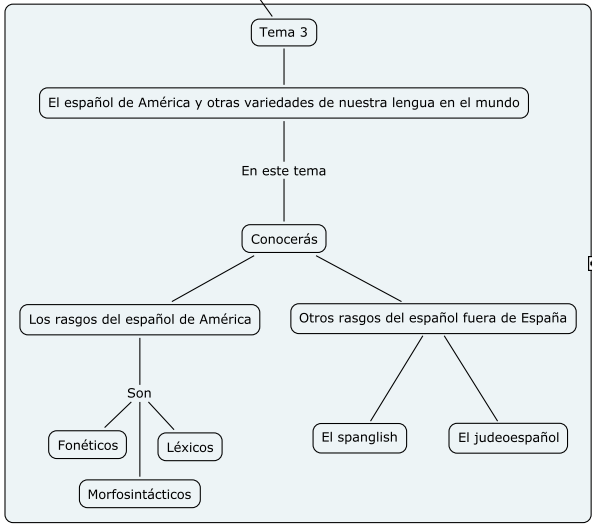 Tema 3
El español de América y otras variedades de nuestra lengua en el mundo
En este tema
Conocerás
Los rasgos del español de América
Otros rasgos del español fuera de España
Son
Fonéticos
Léxicos
Morfosintácticos
El spanglish
El judeoespañol